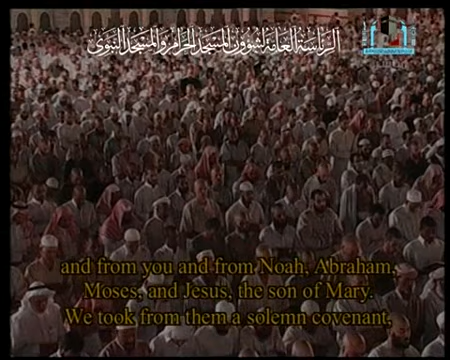 الرئاسة العامة لشؤون المسجد الحرام والمسجد النبوي
and from you and from Noah, Abraham,
Moses, and Jesus, the son of Mary.
We took from them a solemn covenant,